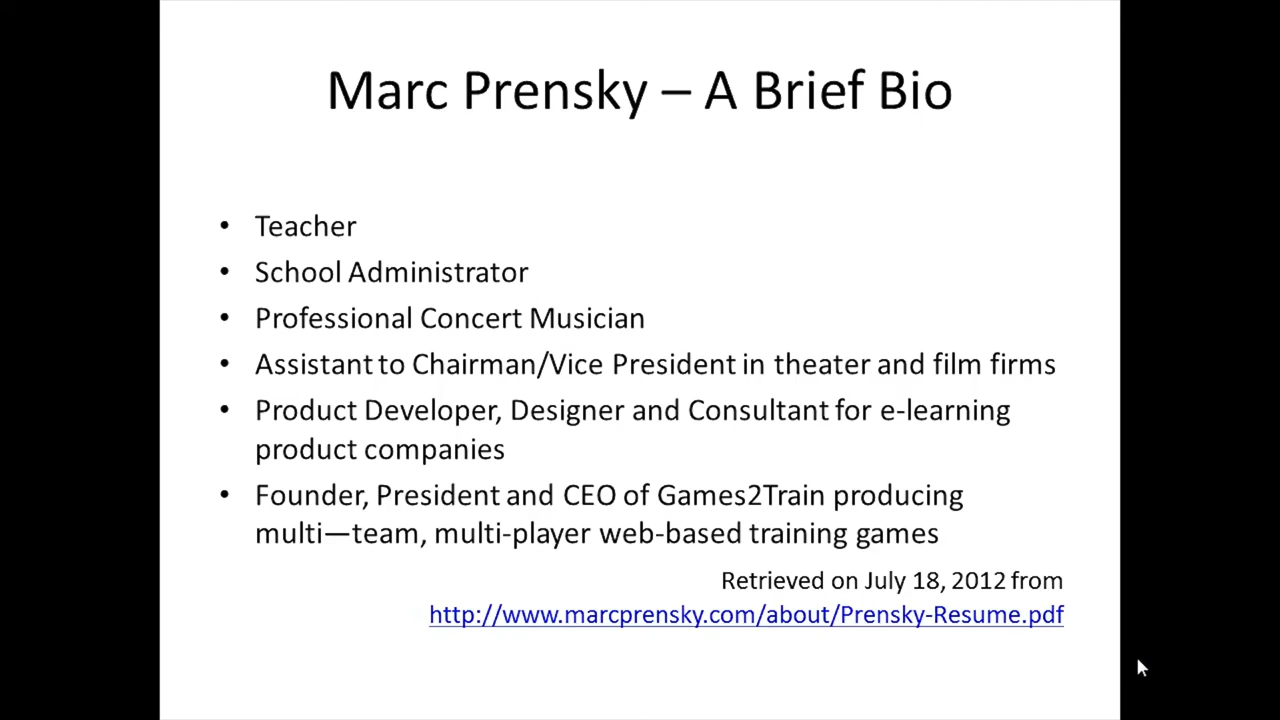 Marc Prensky – A Brief Bio
• Teacher
• School Administrator
• Professional Concert Musician
• Assistant to Chairman/Vice President in theater and film firms
• Product Developer, Designer and Consultant for e-learning
product companies
• Founder, President and CEO of Games2Train producing
multi—team, multi-player web-based training games
Retrieved on July 18, 2012 from
http://www.marcprensky.com/about/Prensky-Resume.pdf